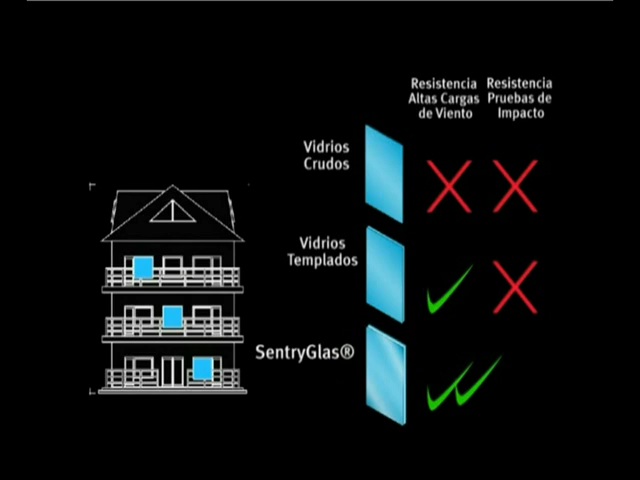 Resistencia
Altas Cargas
de Viento
Resistencia
Pruebas de
Impacto
Vidrios
Crudos
Vidrios
Templados
SentryGlas®